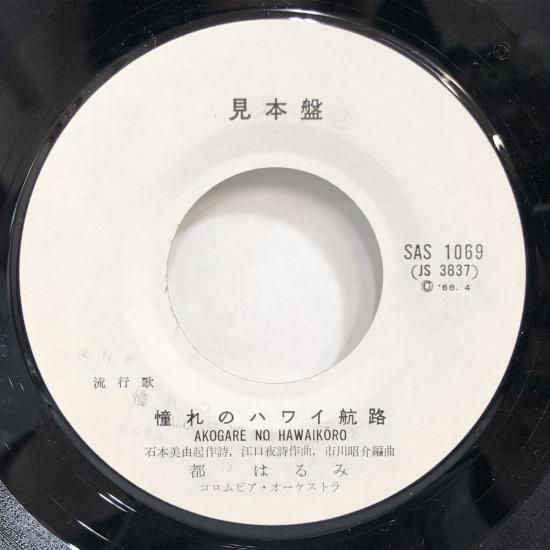 見本盤
SAS 1069
(JS 3837)
Ⓒ '68. 4
流行歌
憧れのハワイ航路
AKOGARE NO HAWAIKŌRO
石本美由起作詩, 江口夜詩作曲, 市川昭介編曲
都 はるみ
コロムビア・オーケストラ